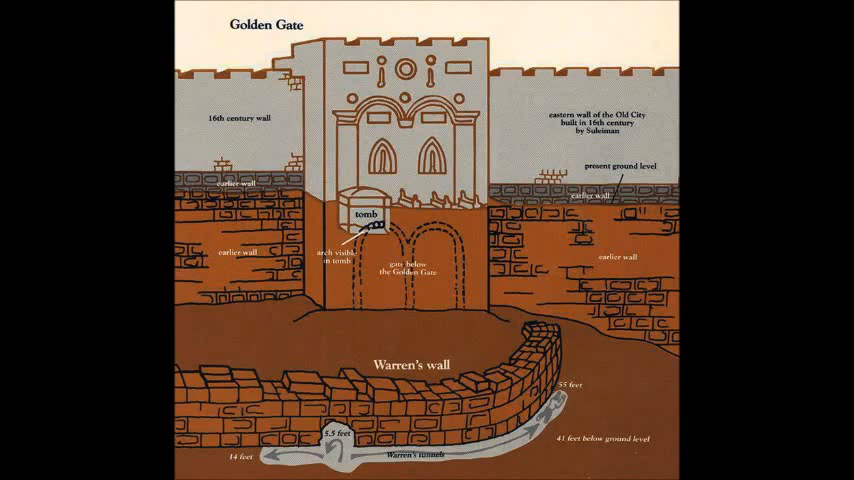 Golden Gate
16th century wall
eastern wall of the Old City
built in 16th century
by Suleiman
present ground level
earlier wall
earlier wall
tomb
earlier wall
arch visible
in tomb
gate below
the Golden Gate
earlier wall
Warren's wall
55 feet
5.5 feet
41 feet below ground level
14 feet
Warren's tunnels